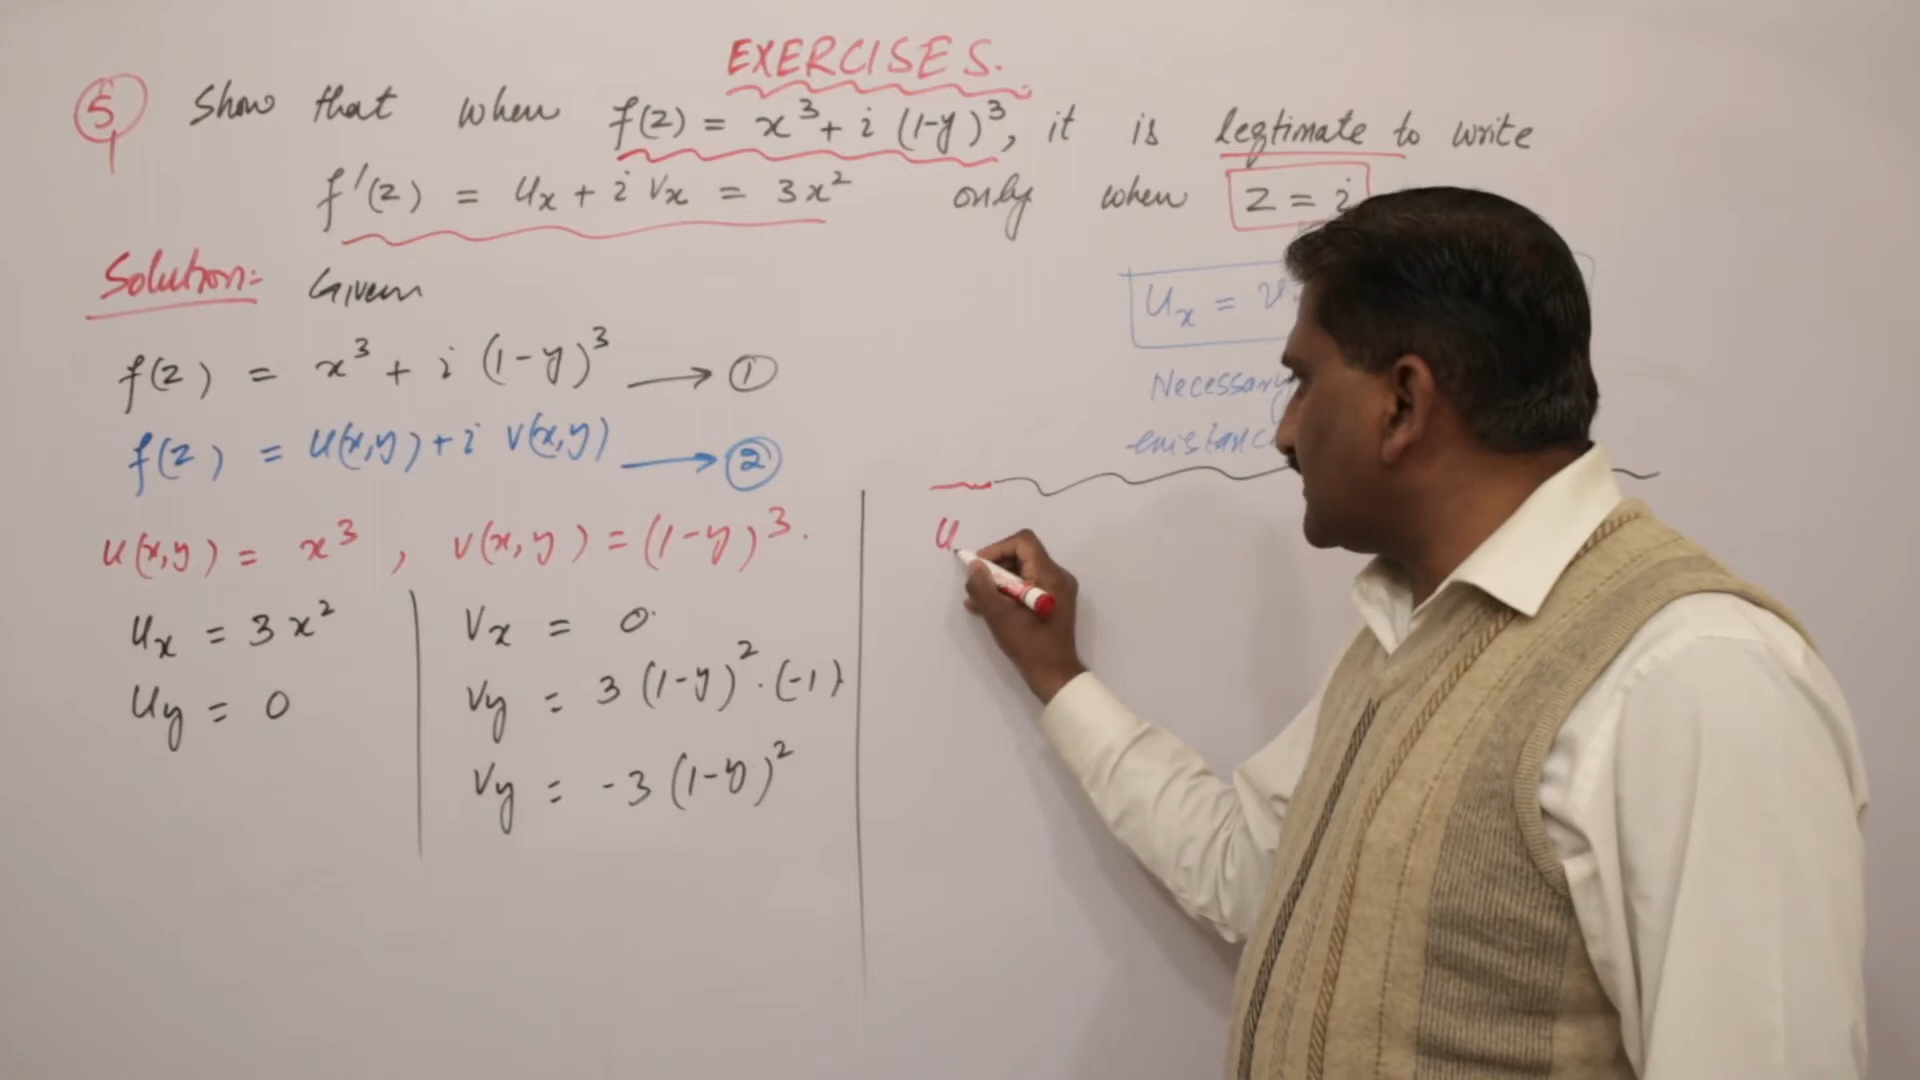 EXERCISES.
5 Show that when f(z) = x³ + i (1-y)³, it is legtimate to write
f'(z) = Ux + i Vx = 3x² only when z = i
Solution:- Given
f(z) = x³ + i (1-y)³ → ①
f(z) = u(x,y) + i v(x,y) → ②
u(x,y) = x³ , v(x,y) = (1-y)³.
Ux = 3x²
Uy = 0
Vx = 0.
Vy = 3 (1-y)² . (-1)
Vy = -3 (1-y)²
Ux =
Necessary
U